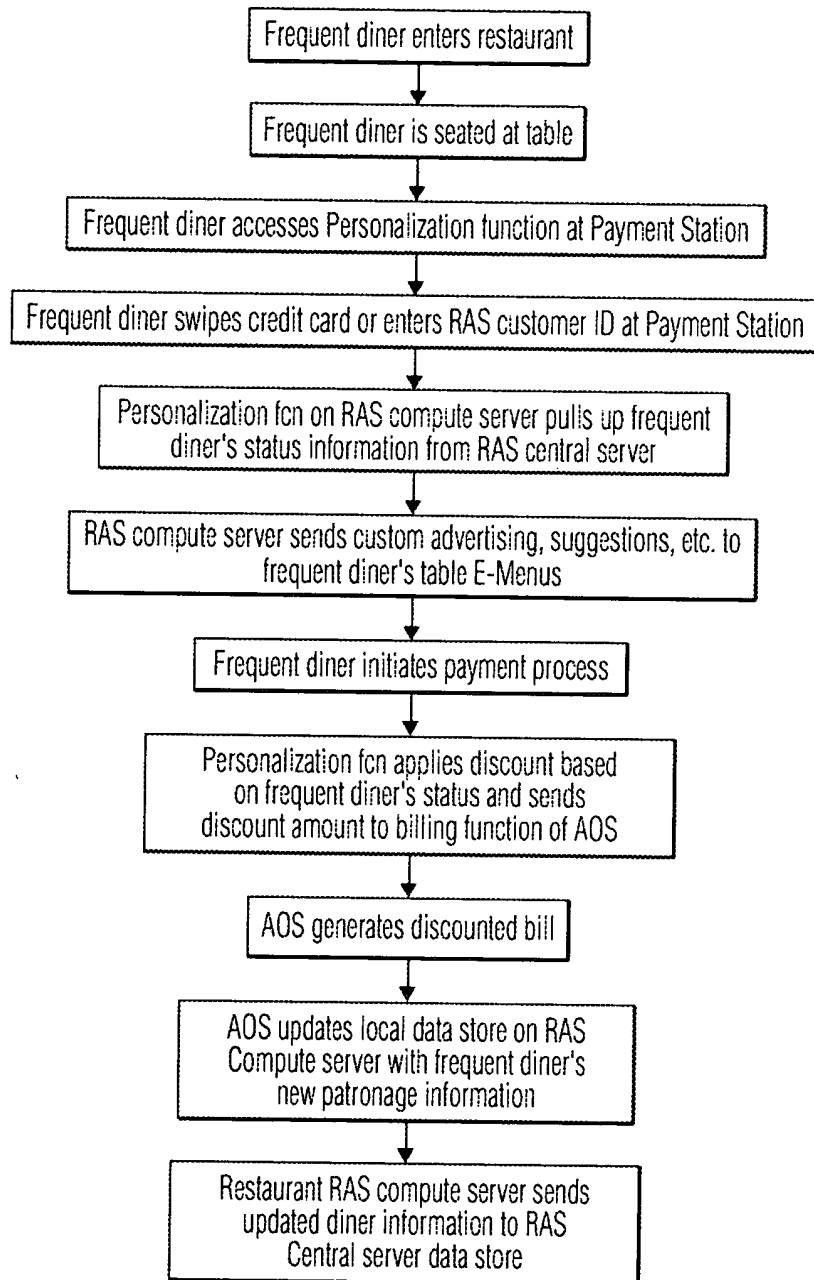 Frequent diner enters restaurant
Frequent diner is seated at table
Frequent diner accesses Personalization function at Payment Station
Frequent diner swipes credit card or enters RAS customer ID at Payment Station
Personalization fcn on RAS compute server pulls up frequent
diner's status information from RAS central server
RAS compute server sends custom advertising, suggestions, etc. to
frequent diner's table E-Menus
Frequent diner initiates payment process
Personalization fcn applies discount based
on frequent diner's status and sends
discount amount to billing function of AOS
AOS generates discounted bill
AOS updates local data store on RAS
Compute server with frequent diner's
new patronage information
Restaurant RAS compute server sends
updated diner information to RAS
Central server data store